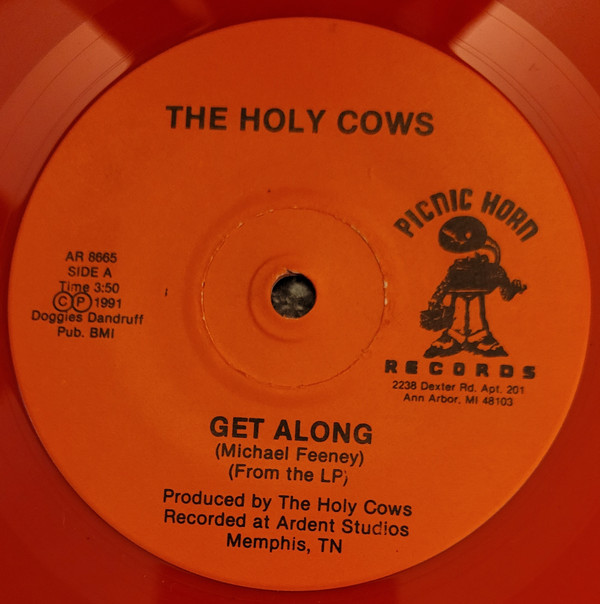 THE HOLY COWS
PICNIC HORN
RECORDS
2238 Dexter Rd. Apt. 201
Ann Arbor, MI 48103
AR 8665
SIDE A
Time 3:50
Ⓒ Ⓟ 1991
Doggies Dandruff
Pub. BMI
GET ALONG
(Michael Feeney)
(From the LP)
Produced by The Holy Cows
Recorded at Ardent Studios
Memphis, TN